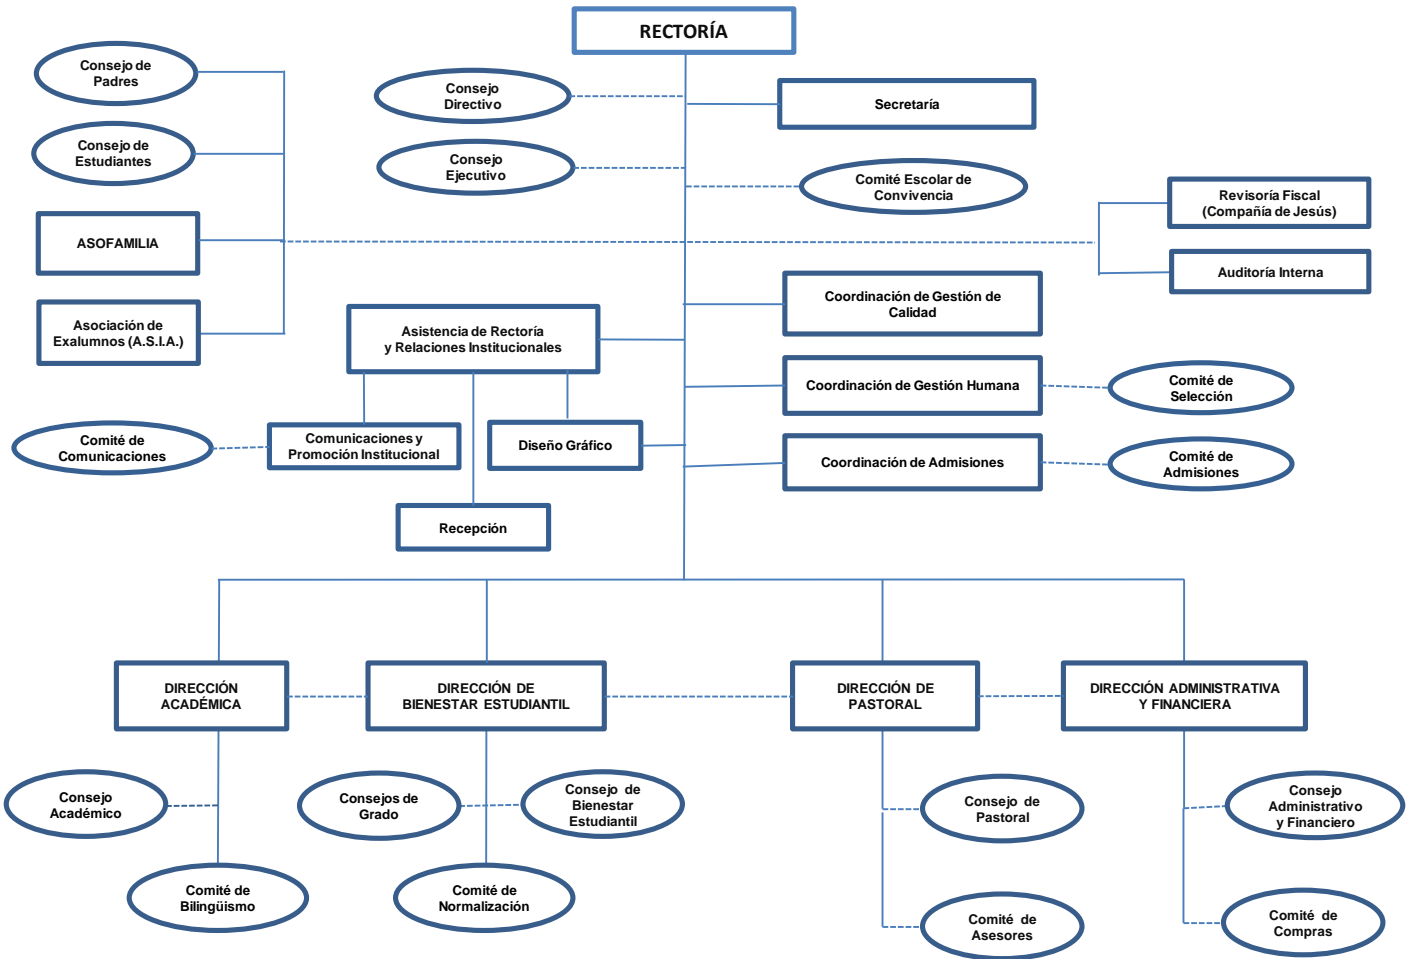 RECTORÍA
Consejo de
Padres
Consejo
Directivo
Secretaría
Consejo de
Estudiantes
Consejo
Ejecutivo
Comité Escolar de
Convivencia
Revisoría Fiscal
(Compañía de Jesús)
ASOFAMILIA
Auditoría Interna
Asociación de
Exalumnos (A.S.I.A.)
Asistencia de Rectoría
y Relaciones Institucionales
Coordinación de Gestión de
Calidad
Coordinación de Gestión Humana
Comité de
Selección
Comité de
Comunicaciones
Comunicaciones y
Promoción Institucional
Diseño Gráfico
Coordinación de Admisiones
Comité de
Admisiones
Recepción
DIRECCIÓN
ACADÉMICA
DIRECCIÓN DE
BIENESTAR ESTUDIANTIL
DIRECCIÓN DE
PASTORAL
DIRECCIÓN ADMINISTRATIVA
Y FINANCIERA
Consejo
Académico
Consejos de
Grado
Consejo de
Bienestar
Estudiantil
Consejo de
Pastoral
Consejo
Administrativo
y Financiero
Comité de
Bilingüismo
Comité de
Normalización
Comité de
Asesores
Comité de
Compras